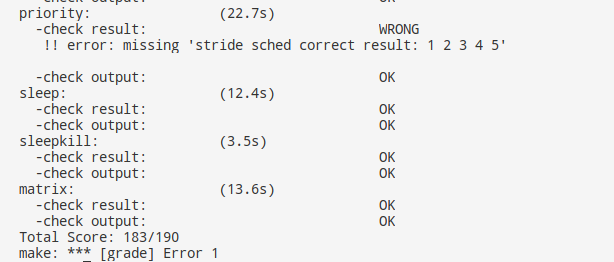 -check output: OK
priority: (22.7s)
-check result: WRONG
!! error: missing 'stride sched correct result: 1 2 3 4 5'
-check output: OK
sleep: (12.4s)
-check result: OK
-check output: OK
sleepkill: (3.5s)
-check result: OK
-check output: OK
matrix: (13.6s)
-check result: OK
-check output: OK
Total Score: 183/190
make: *** [grade] Error 1